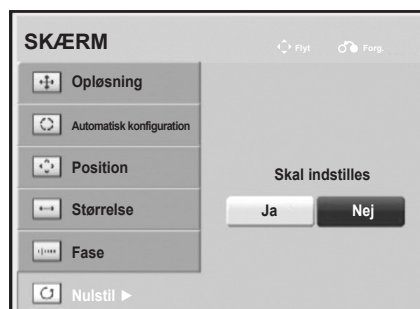 SKÆRM
Flyt
Forg.
Opløsning
Automatisk konfiguration
Position
Størrelse
Fase
Nulstil ►
Skal indstilles
Ja
Nej